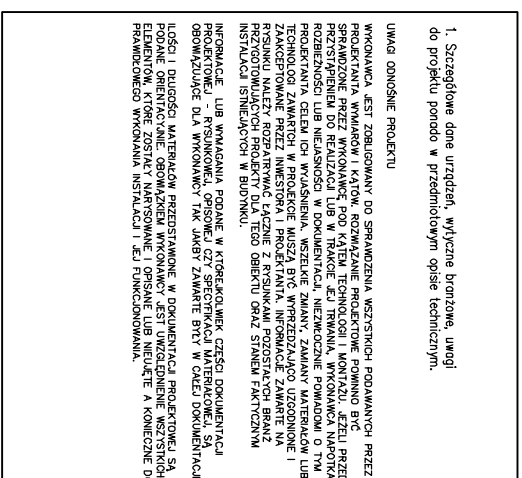 1. Szczegółowe dane urządzeń, wytyczne branżowe, uwagi
do projektu ponado w przedmiotowym opisie technicznym.
UWAGI ODNOŚNIE PROJEKTU
WYKONAWCA JEST ZOBLIGOWANY DO SPRAWDZENIA WSZYSTKICH PODAWANYCH PRZEZ
PROJEKTANTA WYMIARÓW I KĄTÓW. ROZWIĄZANIE PROJEKTOWE POWINNO BYĆ
SPRAWDZONE PRZEZ WYKONAWCĘ POD KĄTEM TECHNOLOGII I MONTAŻU. JEŻELI PRZED
PRZYSTĄPIENIEM DO REALIZACJI LUB W TRAKCIE JEJ TRWANIA, WYKONAWCA NAPOTKA
ROZBIEŻNOŚCI LUB NIEJASNOŚCI W DOKUMENTACJI, NIEZWŁOCZNIE POWIADOMI O TYM
PROJEKTANTA CELEM ICH WYJAŚNIENIA. WSZELKIE ZMIANY, ZAMIANY MATERIAŁÓW LUB
TECHNOLOGI ZAWARTCH W PROJEKCIE MUSZĄ BYĆ WYPRZEDZAJĄCO UZGODNIONE I
ZAAKCEPTOWANE PRZEZ INWESTORA I PROJEKTANTA. INFORMACJE ZAWARTE NA
RYSUNKU NALEŻY ROZPATRYWAĆ ŁĄCZNIE Z RYSUNKAMI POZOSTAŁYCH BRANŻ
PRZYGOTOWUJĄCYCH PROJEKTY DLA TEGO OBIEKTU ORAZ STANEM FAKTYCZNYM
INSTALACJI ISTNIEJĄCYCH W BUDYNKU.
INFORMACJE LUB WYMAGANIA PODANE W KTÓREJKOLWIEK CZĘŚCI DOKUMENTACJI
PROJEKTOWEJ - RYSUNKOWEJ, OPISOWEJ CZY SPECYFIKACJI MATERIAŁOWEJ, SĄ
OBOWIĄZUJĄCE DLA WYKONAWCY TAK JAKBY ZAWARTE BYŁY W CAŁEJ DOKUMENTACJI
ILOŚCI I DŁUGOŚCI MATERIAŁÓW PRZEDSTAWIONE W DOKUMENTACJI PROJEKTOWEJ SĄ
PODANE ORIENTACYJNIE. OBOWIĄZKIEM WYKONAWCY JEST UWZGLĘDNIENIE WSZYSTKICH
ELEMENTÓW, KTÓRE ZOSTAŁY NARYSOWANE I OPISANE LUB NIEUJĘTE A KONIECZNE DO
PRAWIDŁOWEGO WYKONANIA INSTALACJI I JEJ FUNKCJONOWANIA.